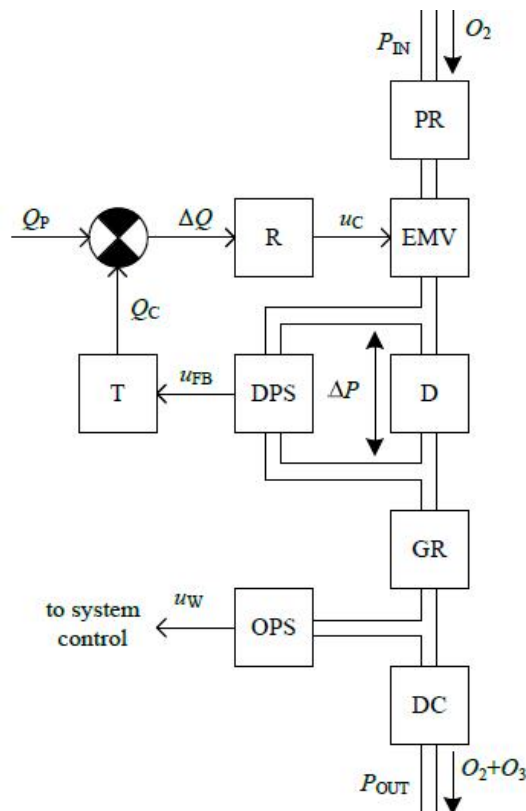 P_IN
O_2
PR
Q_P
ΔQ
R
u_C
EMV
Q_C
T
u_FB
DPS
ΔP
D
GR
to system
control
u_W
OPS
DC
P_OUT
O_2+O_3